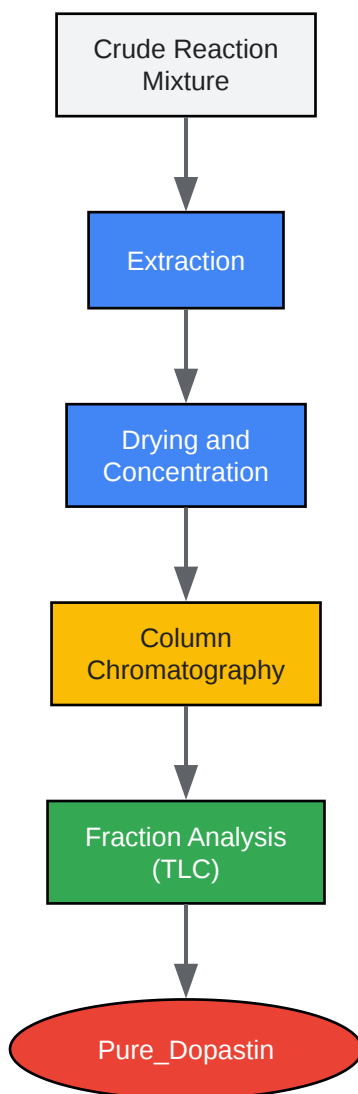 Crude Reaction
Mixture
Extraction
Drying and
Concentration
Column
Chromatography
Fraction Analysis
(TLC)
Pure_Dopastin